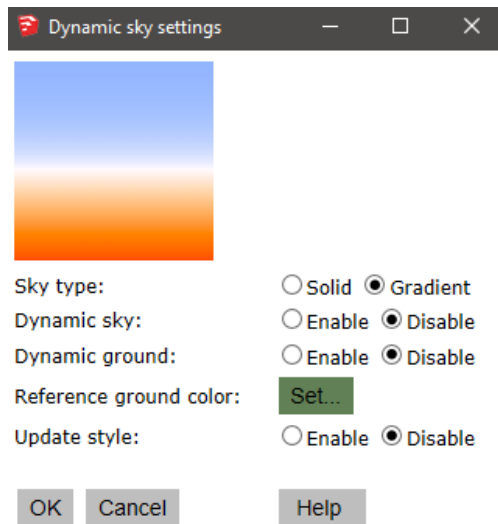 Dynamic sky settings
Sky type: Solid Gradient
Dynamic sky: Enable Disable
Dynamic ground: Enable Disable
Reference ground color: Set...
Update style: Enable Disable
OK Cancel Help